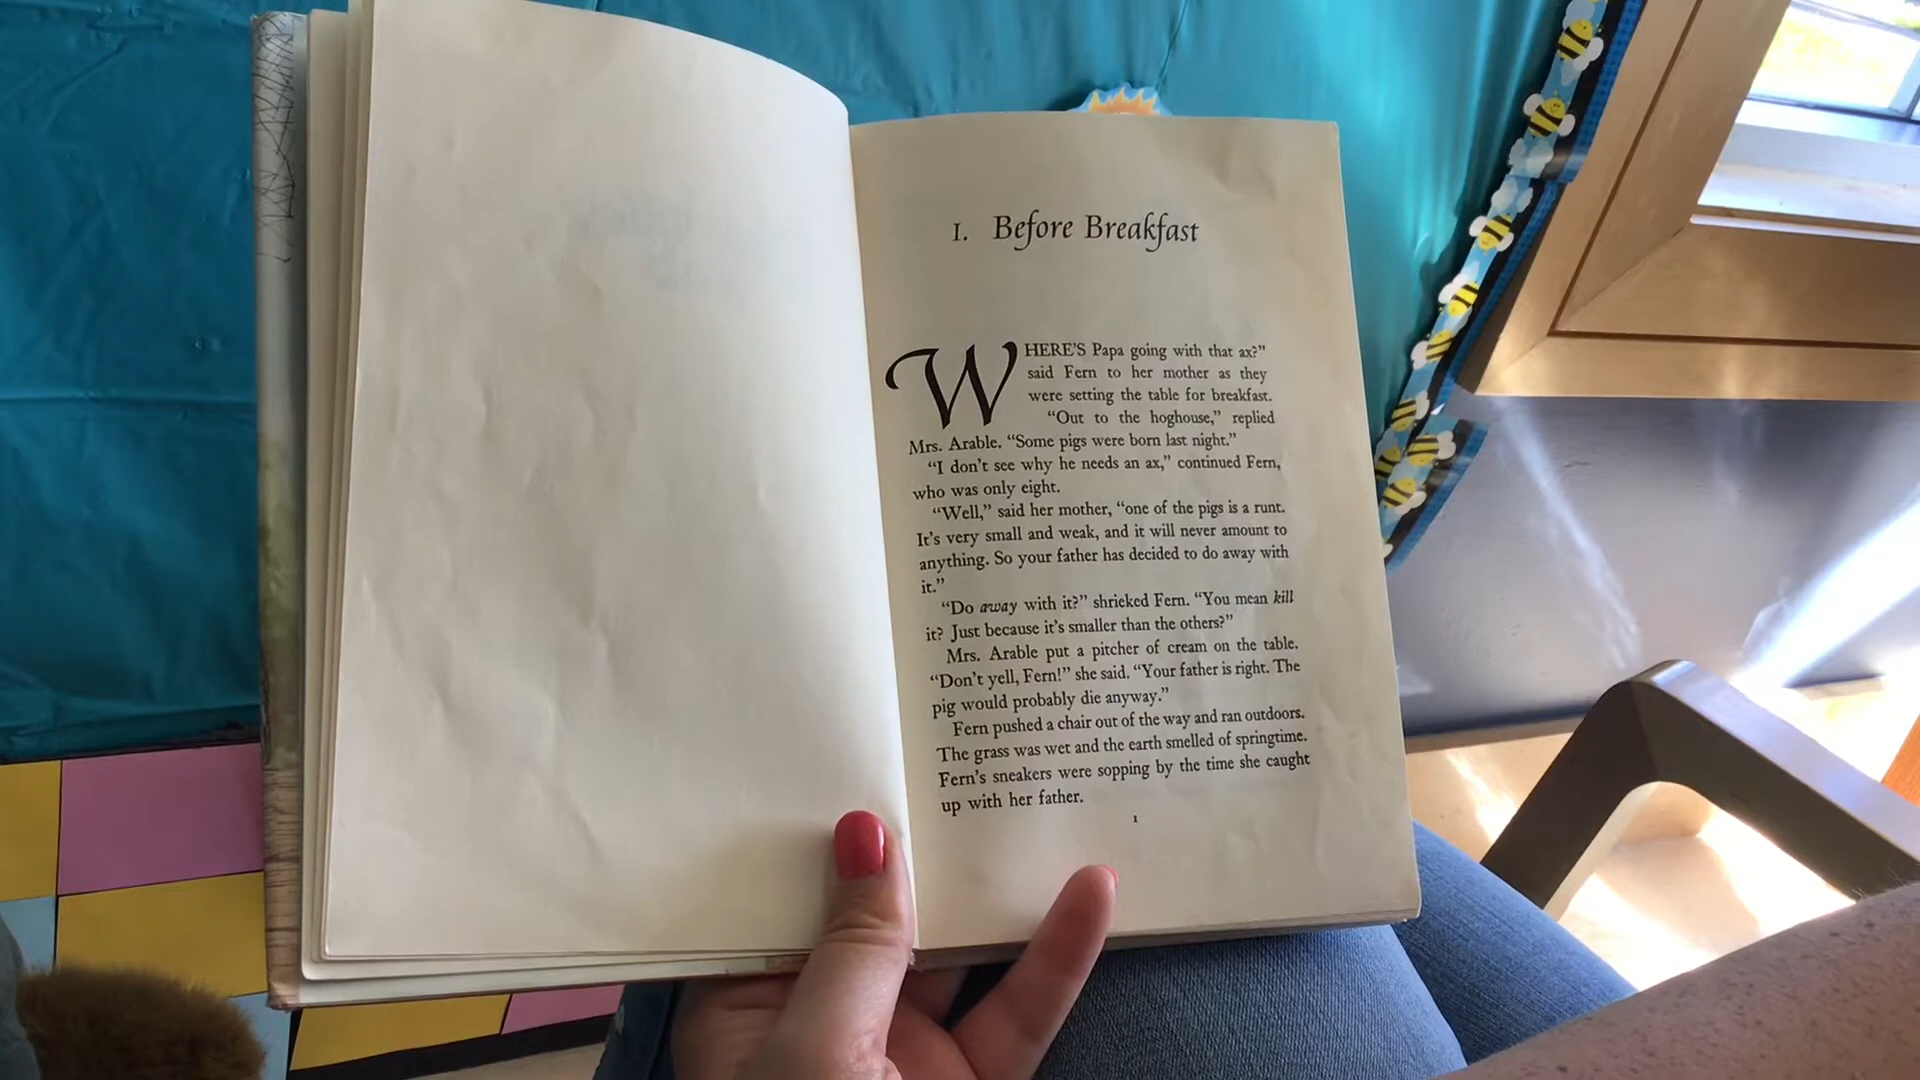 I. Before Breakfast
WHERE'S Papa going with that ax?”
said Fern to her mother as they
were setting the table for breakfast.
“Out to the hoghouse,” replied
Mrs. Arable. “Some pigs were born last night.”
“I don't see why he needs an ax,” continued Fern,
who was only eight.
“Well,” said her mother, “one of the pigs is a runt.
It's very small and weak, and it will never amount to
anything. So your father has decided to do away with
it.”
“Do away with it?” shrieked Fern. “You mean kill
it? Just because it's smaller than the others?”
Mrs. Arable put a pitcher of cream on the table.
“Don't yell, Fern!” she said. “Your father is right. The
pig would probably die anyway.”
Fern pushed a chair out of the way and ran outdoors.
The grass was wet and the earth smelled of springtime.
Fern's sneakers were sopping by the time she caught
up with her father.
1